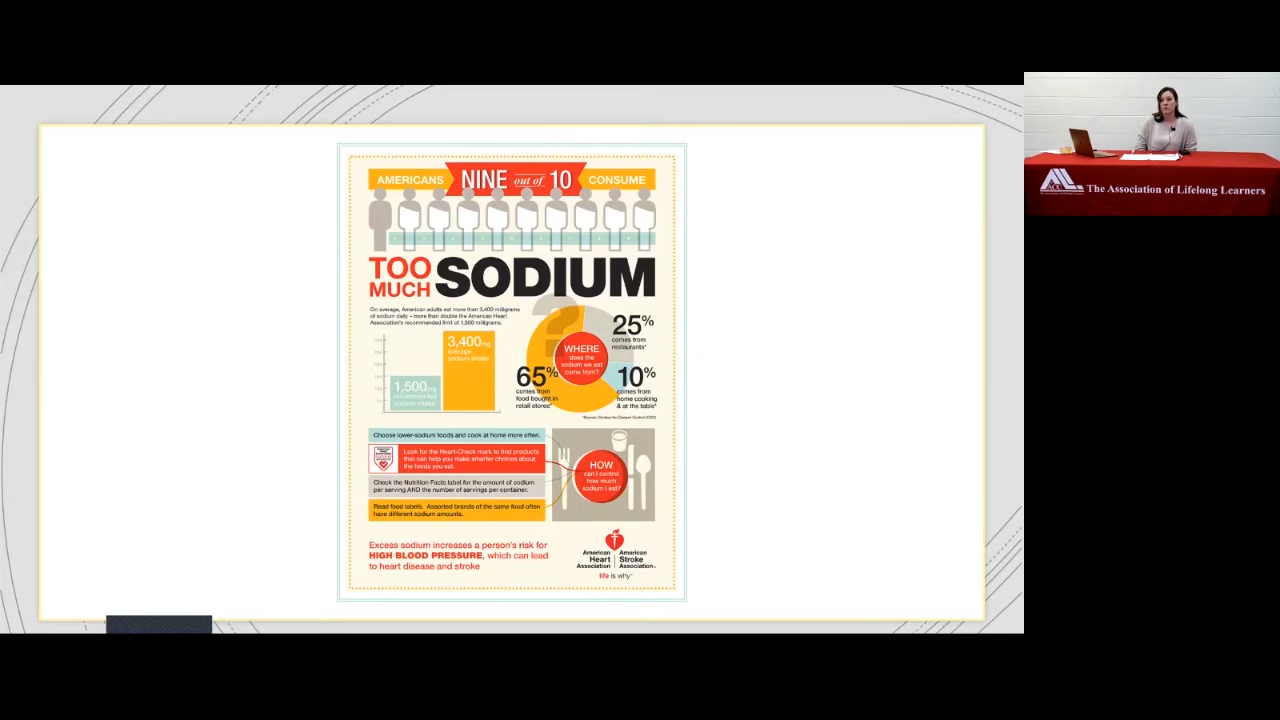 AMERICANS NINE out of 10 CONSUME
TOO MUCH SODIUM
On average, American adults eat more than 3,400 milligrams
of sodium daily – more than double the American Heart
Association's recommended limit of 1,500 milligrams.
3,400mg
average
sodium intake
1,500mg
recommended
sodium intake
WHERE
does the
sodium we eat
come from?
25%
comes from
restaurants*
65%
comes from
food bought in
retail stores*
10%
comes from
home cooking
& at the table*
Choose lower-sodium foods and cook at home more often.
Look for the Heart-Check mark to find products
that can help you make smarter choices about
the foods you eat.
Check the Nutrition Facts label for the amount of sodium
per serving AND the number of servings per container.
Read food labels. Assorted brands of the same food often
have different sodium amounts.
HOW
can I control
how much
sodium I eat?
Excess sodium increases a person's risk for
HIGH BLOOD PRESSURE, which can lead
to heart disease and stroke
American Heart Association
American Stroke Association®
life is why™
ACC
The Association of Lifelong Learners